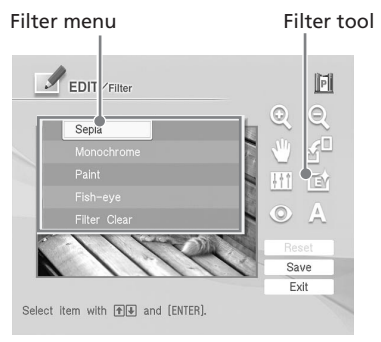 Filter menu
Filter tool
EDIT/Filter
P
Sepia
Monochrome
Paint
Fish-eye
Filter Clear
E
A
Reset
Save
Exit
Select item with ↑↓ and [ENTER].